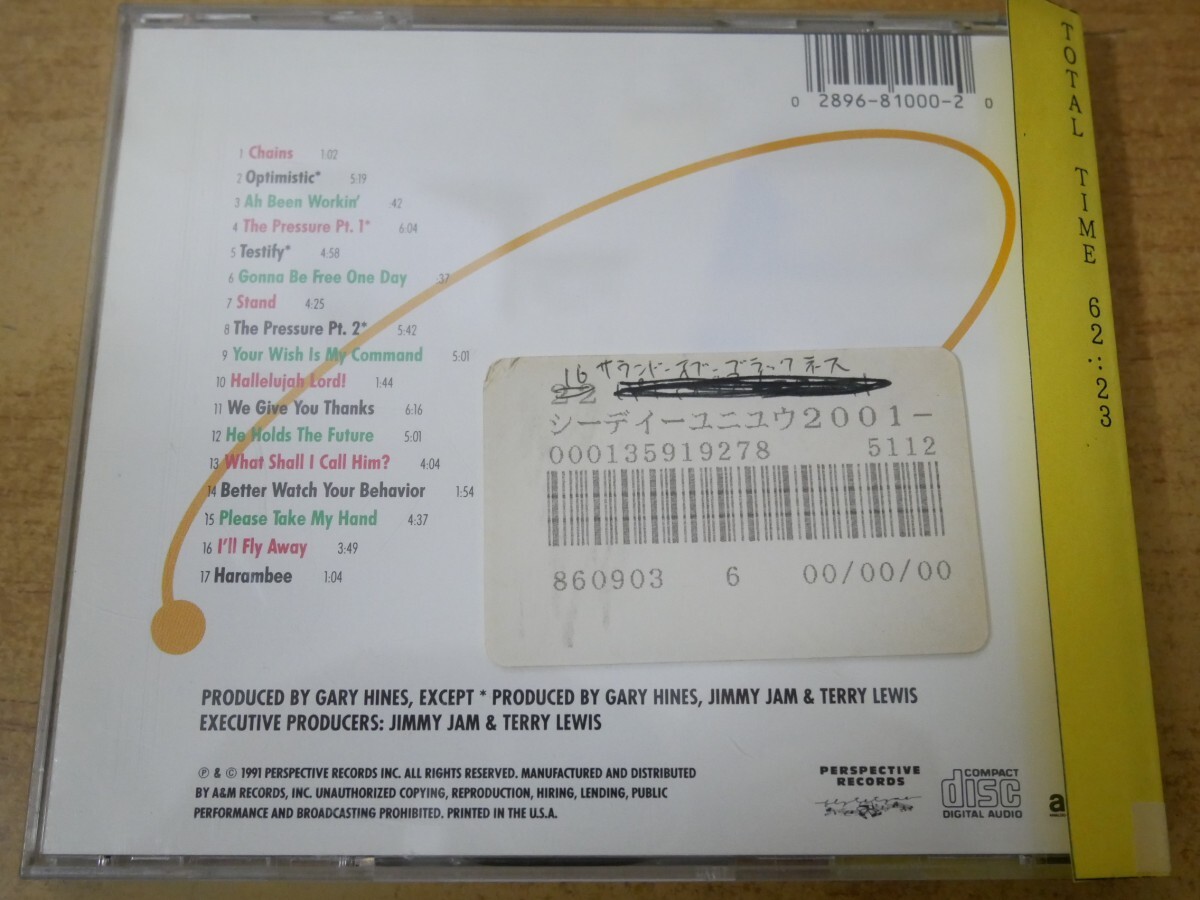 0 2896-81000-2 0
1 Chains 1:02
2 Optimistic* 5:19
3 Ah Been Workin' :42
4 The Pressure Pt. 1* 6:04
5 Testify* 4:58
6 Gonna Be Free One Day :37
7 Stand 4:25
8 The Pressure Pt. 2* 5:42
9 Your Wish Is My Command 5:01
10 Hallelujah Lord! 1:44
11 We Give You Thanks 6:16
12 He Holds The Future 5:01
13 What Shall I Call Him? 4:04
14 Better Watch Your Behavior 1:54
15 Please Take My Hand 4:37
16 I'll Fly Away 3:49
17 Harambee 1:04
16 サウンド・オブ・ブラックネス
22
シーディーユニユウ2001-
000135919278 5112
860903 6 00/00/00
PRODUCED BY GARY HINES, EXCEPT * PRODUCED BY GARY HINES, JIMMY JAM & TERRY LEWIS
EXECUTIVE PRODUCERS: JIMMY JAM & TERRY LEWIS
℗ & © 1991 PERSPECTIVE RECORDS INC. ALL RIGHTS RESERVED. MANUFACTURED AND DISTRIBUTED
BY A&M RECORDS, INC. UNAUTHORIZED COPYING, REPRODUCTION, HIRING, LENDING, PUBLIC
PERFORMANCE AND BROADCASTING PROHIBITED. PRINTED IN THE U.S.A.
PERSPECTIVE
RECORDS
COMPACT
disc
DIGITAL AUDIO
TOTAL TIME 62::23